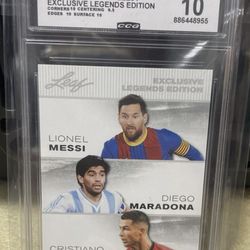 EXCLUSIVE LEGENDS EDITION
CORNERS 10 CENTERING 9.5
EDGES 10 SURFACE 10
10
886448955
CCG
Leaf
EXCLUSIVE
LEGENDS EDITION
LIONEL
MESSI
DIEGO
MARADONA
CRISTIANO